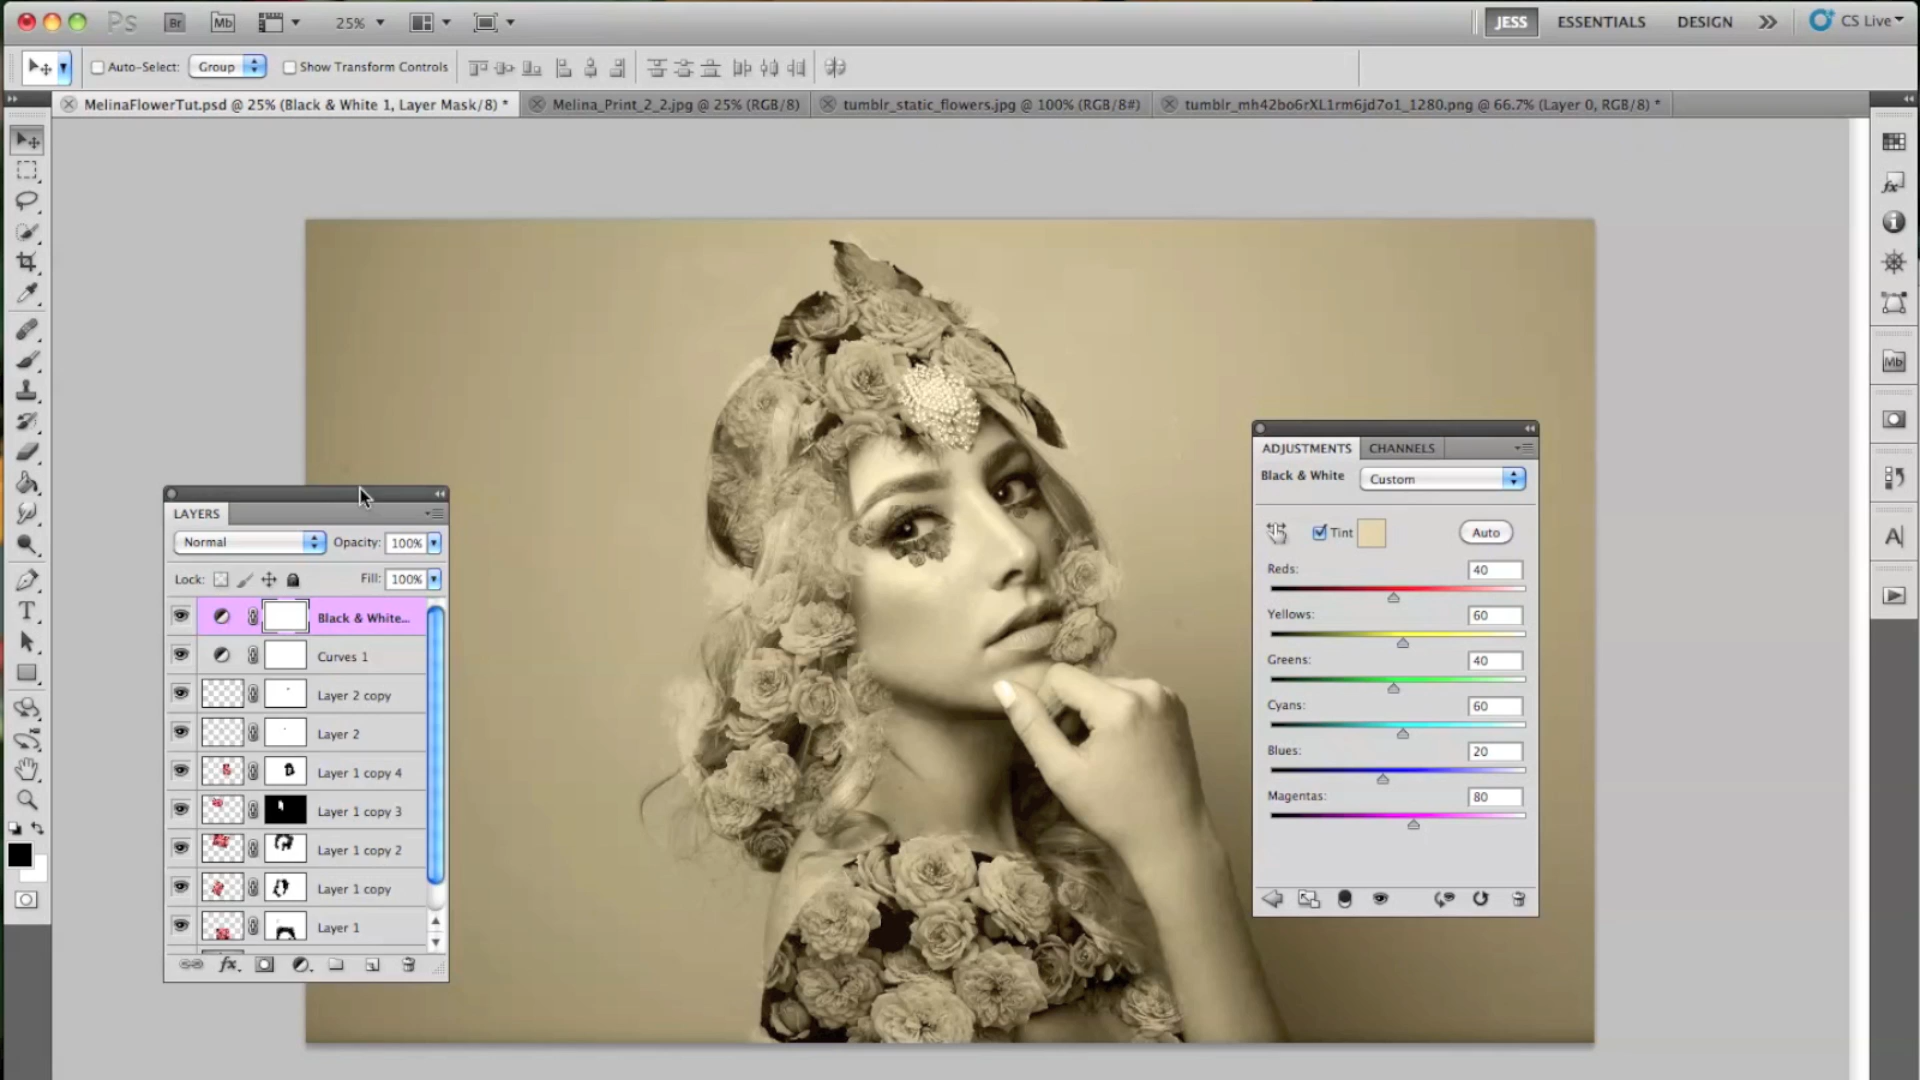 Ps Br Mb 25% JESS ESSENTIALS DESIGN CS Live
Auto-Select: Group Show Transform Controls
MelinaFlowerTut.psd @ 25% (Black & White 1, Layer Mask/8) * Melina_Print_2_2.jpg @ 25% (RGB/8) tumblr_static_flowers.jpg @ 100% (RGB/8#) tumblr_mh42bo6rXL1rm6jd7o1_1280.png @ 66.7% (Layer 0, RGB/8) *
LAYERS
Normal Opacity: 100%
Lock: Fill: 100%
Black & White...
Curves 1
Layer 2 copy
Layer 2
Layer 1 copy 4
Layer 1 copy 3
Layer 1 copy 2
Layer 1 copy
Layer 1
fx
T
ADJUSTMENTS CHANNELS
Black & White Custom
Tint Auto
Reds: 40
Yellows: 60
Greens: 40
Cyans: 60
Blues: 20
Magentas: 80
fx
Mb
A